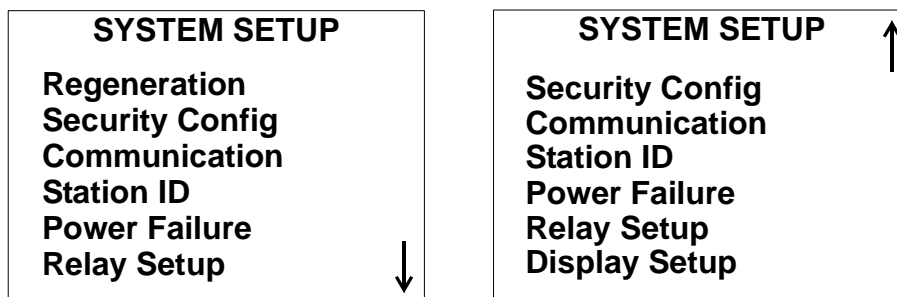 SYSTEM SETUP
Regeneration
Security Config
Communication
Station ID
Power Failure
Relay Setup
SYSTEM SETUP
Security Config
Communication
Station ID
Power Failure
Relay Setup
Display Setup